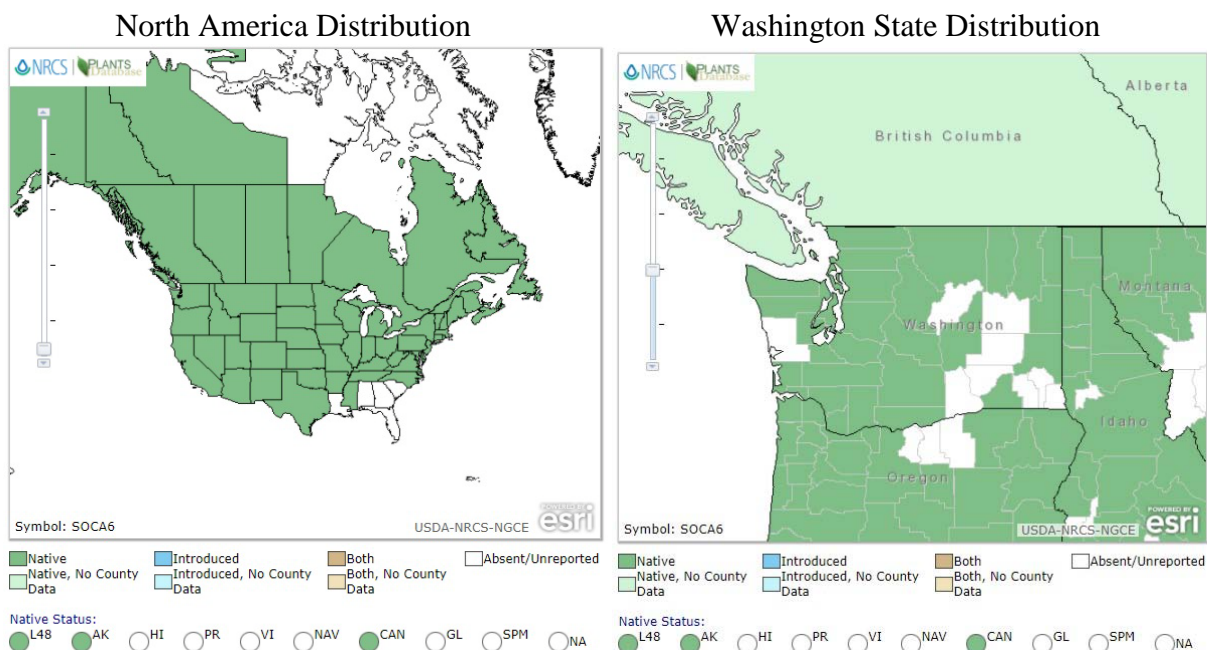 North America Distribution
NRCS | PLANTS
Database
Symbol: SOCA6
USDA-NRCS-NGCE
POWERED BY
esri
Native
Introduced
Both
Absent/Unreported
Native, No County
Data
Introduced, No County
Data
Both, No County
Data
Native Status:
L48 AK HI PR VI NAV CAN GL SPM NA
Washington State Distribution
NRCS | PLANTS
Database
Alberta
British Columbia
Montana
Washington
Idaho
Oregon
Symbol: SOCA6
USDA-NRCS-NGCE
POWERED BY
esri
Native
Introduced
Both
Absent/Unreported
Native, No County
Data
Introduced, No County
Data
Both, No County
Data
Native Status:
L48 AK HI PR VI NAV CAN GL SPM NA